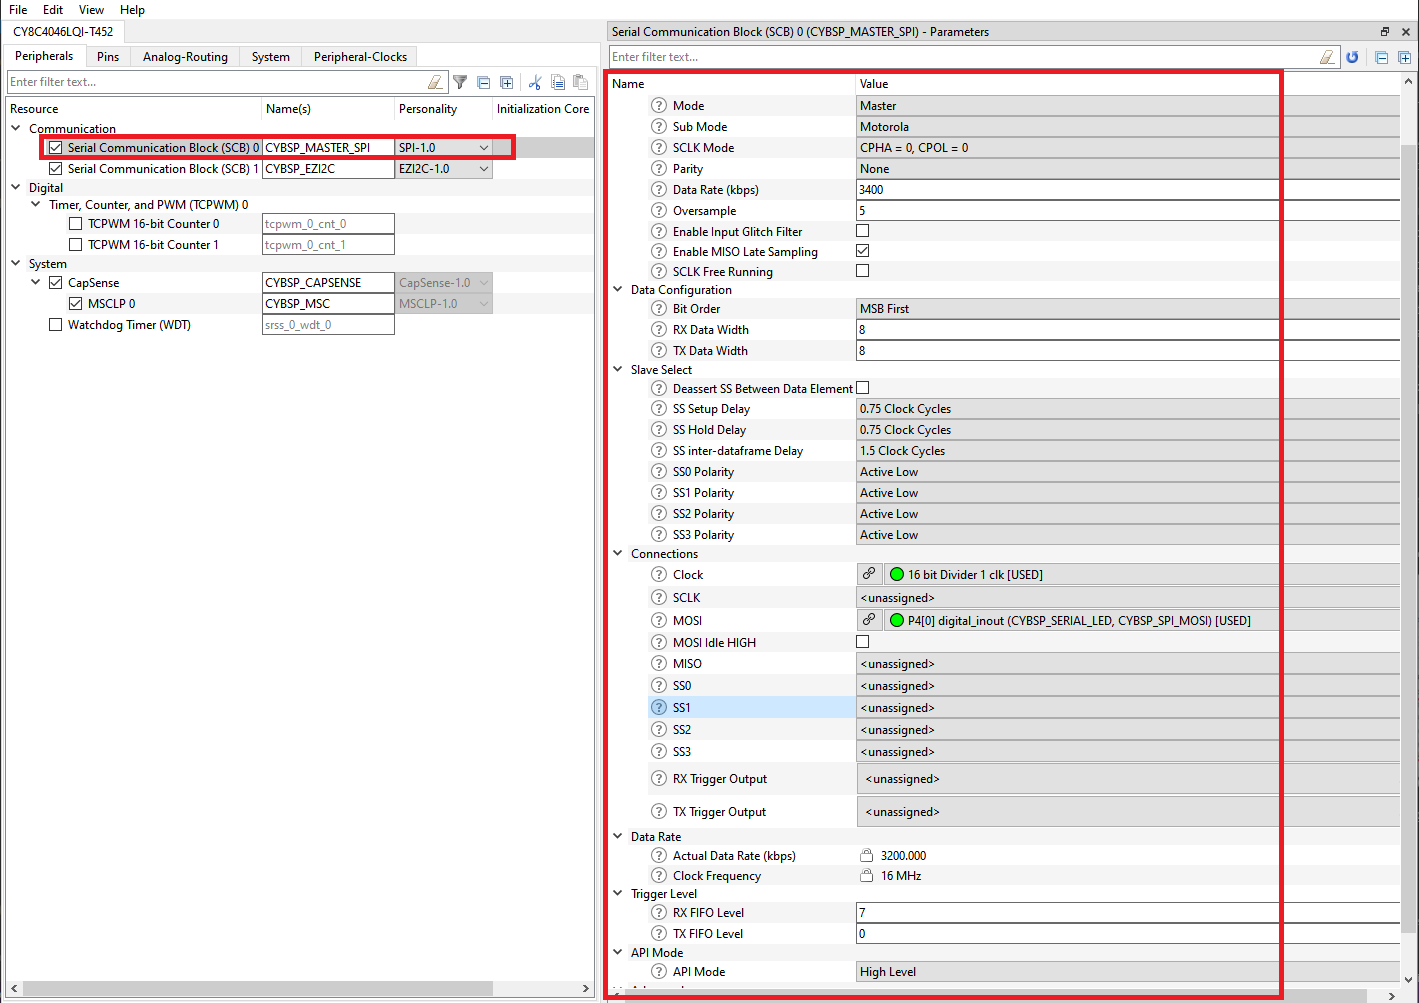 File Edit View Help
CY8C4046LQI-T452
Peripherals Pins Analog-Routing System Peripheral-Clocks
Enter filter text...
Resource Name(s) Personality Initialization Core
Communication
Serial Communication Block (SCB) 0 CYBSP_MASTER_SPI SPI-1.0
Serial Communication Block (SCB) 1 CYBSP_EZI2C EZI2C-1.0
Digital
Timer, Counter, and PWM (TCPWM) 0
TCPWM 16-bit Counter 0 tcpwm_0_cnt_0
TCPWM 16-bit Counter 1 tcpwm_0_cnt_1
System
CapSense CYBSP_CAPSENSE CapSense-1.0
MSCLP 0 CYBSP_MSC MSCLP-1.0
Watchdog Timer (WDT) srss_0_wdt_0
Serial Communication Block (SCB) 0 (CYBSP_MASTER_SPI) - Parameters
Enter filter text...
Name Value
Mode Master
Sub Mode Motorola
SCLK Mode CPHA = 0, CPOL = 0
Parity None
Data Rate (kbps) 3400
Oversample 5
Enable Input Glitch Filter
Enable MISO Late Sampling
SCLK Free Running
Data Configuration
Bit Order MSB First
RX Data Width 8
TX Data Width 8
Slave Select
Deassert SS Between Data Element
SS Setup Delay 0.75 Clock Cycles
SS Hold Delay 0.75 Clock Cycles
SS inter-dataframe Delay 1.5 Clock Cycles
SS0 Polarity Active Low
SS1 Polarity Active Low
SS2 Polarity Active Low
SS3 Polarity Active Low
Connections
Clock 16 bit Divider 1 clk [USED]
SCLK <unassigned>
MOSI P4[0] digital_inout (CYBSP_SERIAL_LED, CYBSP_SPI_MOSI) [USED]
MOSI Idle HIGH
MISO <unassigned>
SS0 <unassigned>
SS1 <unassigned>
SS2 <unassigned>
SS3 <unassigned>
RX Trigger Output <unassigned>
TX Trigger Output <unassigned>
Data Rate
Actual Data Rate (kbps) 3200.000
Clock Frequency 16 MHz
Trigger Level
RX FIFO Level 7
TX FIFO Level 0
API Mode
API Mode High Level